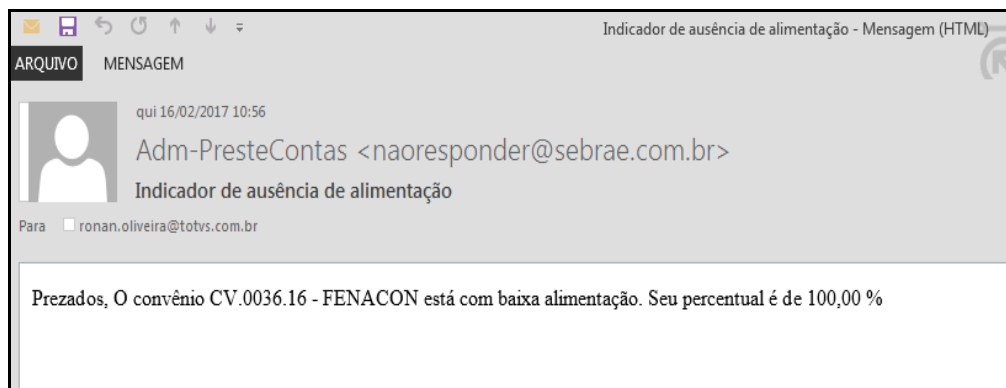 Indicador de ausência de alimentação - Mensagem (HTML)
ARQUIVO MENSAGEM
qui 16/02/2017 10:56
Adm-PresteContas <naoresponder@sebrae.com.br>
Indicador de ausência de alimentação
Para ronan.oliveira@totvs.com.br
Prezados, O convênio CV.0036.16 - FENACON está com baixa alimentação. Seu percentual é de 100,00 %